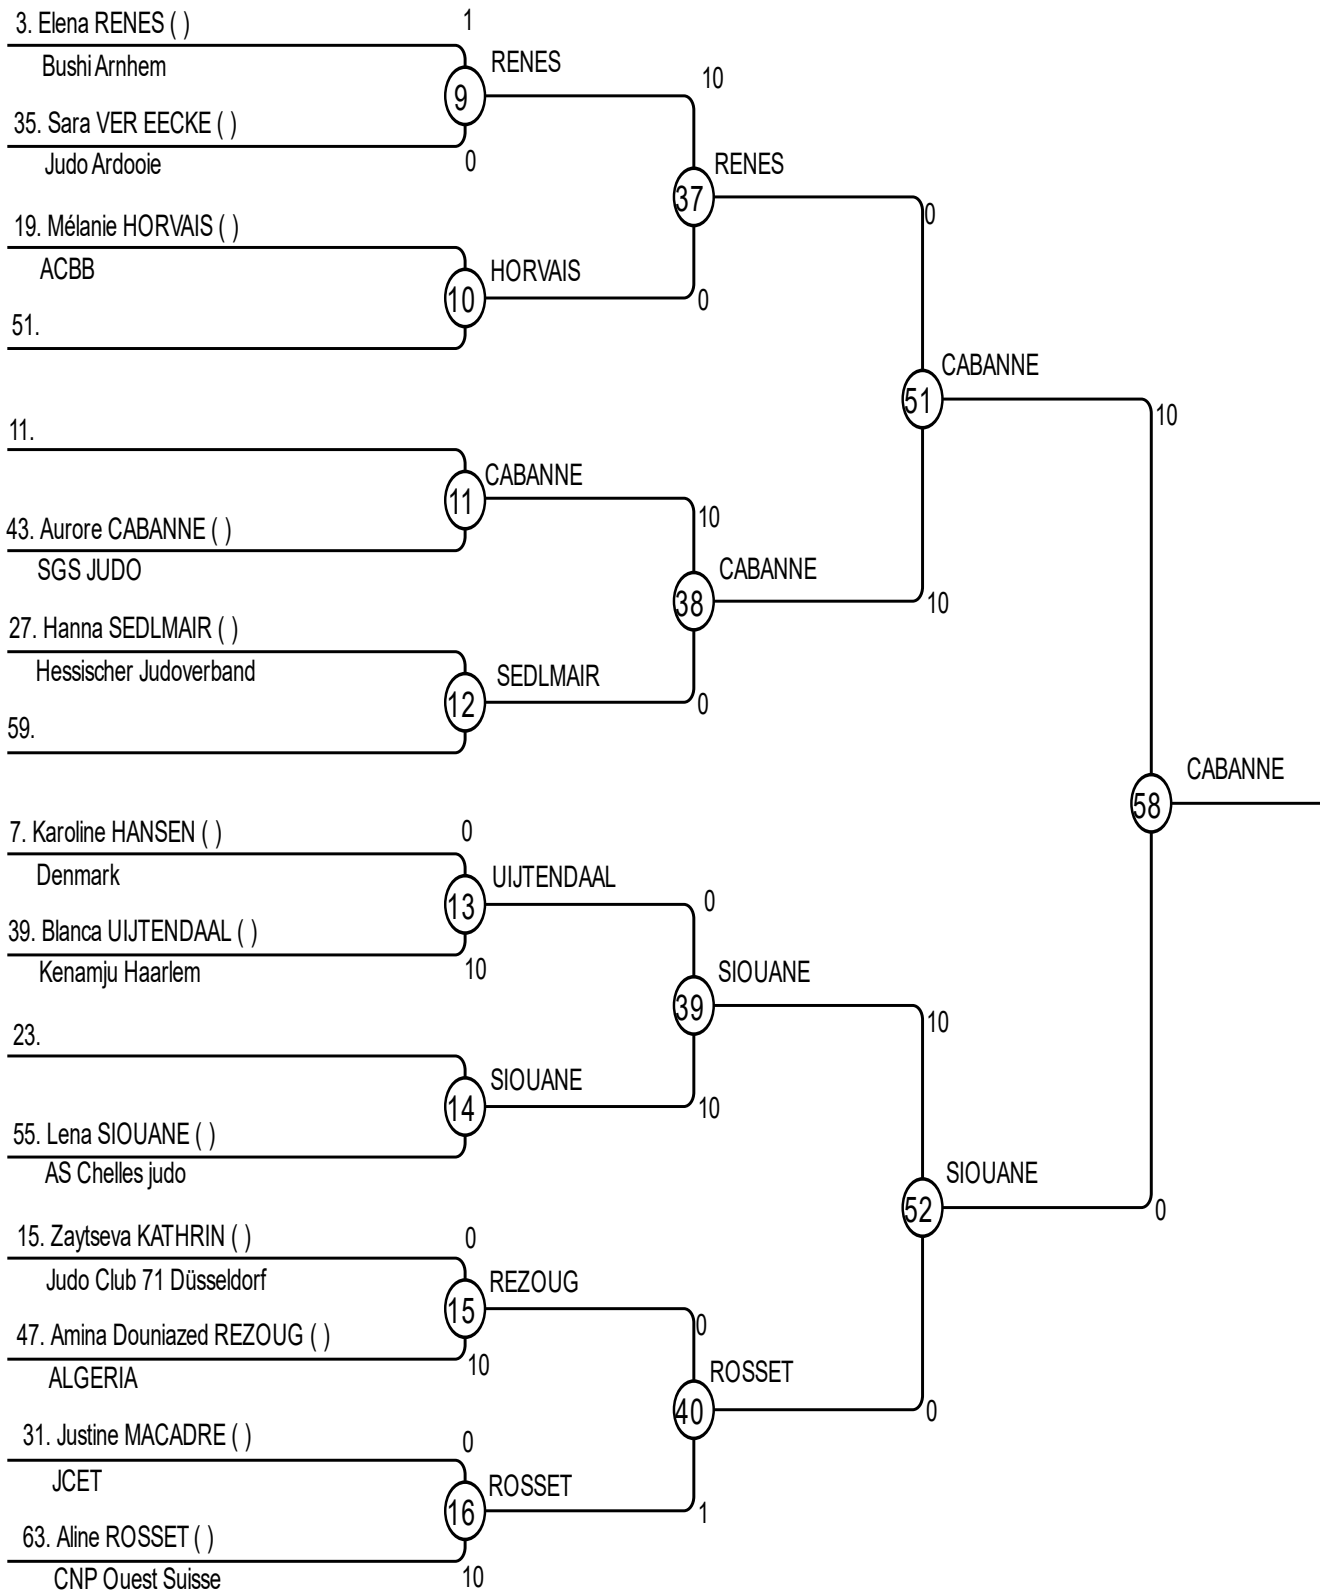 3. Elena RENES ( )
1
Bushi Arnhem
9
RENES
10
35. Sara VER EECKE ( )
0
Judo Ardooie
37
RENES
0
19. Mélanie HORVAIS ( )
ACBB
10
HORVAIS
0
51.
51
CABANNE
10
11.
11
CABANNE
10
43. Aurore CABANNE ( )
SGS JUDO
38
CABANNE
10
27. Hanna SEDLMAIR ( )
Hessischer Judoverband
12
SEDLMAIR
0
59.
58
CABANNE
7. Karoline HANSEN ( )
0
Denmark
13
UIJTENDAAL
0
39. Blanca UIJTENDAAL ( )
10
Kenamju Haarlem
39
SIOUANE
10
23.
14
SIOUANE
10
55. Lena SIOUANE ( )
AS Chelles judo
52
SIOUANE
0
15. Zaytseva KATHRIN ( )
0
Judo Club 71 Düsseldorf
15
REZOUG
0
47. Amina Douniazed REZOUG ( )
10
ALGERIA
40
ROSSET
0
31. Justine MACADRE ( )
0
JCET
16
ROSSET
1
63. Aline ROSSET ( )
10
CNP Ouest Suisse